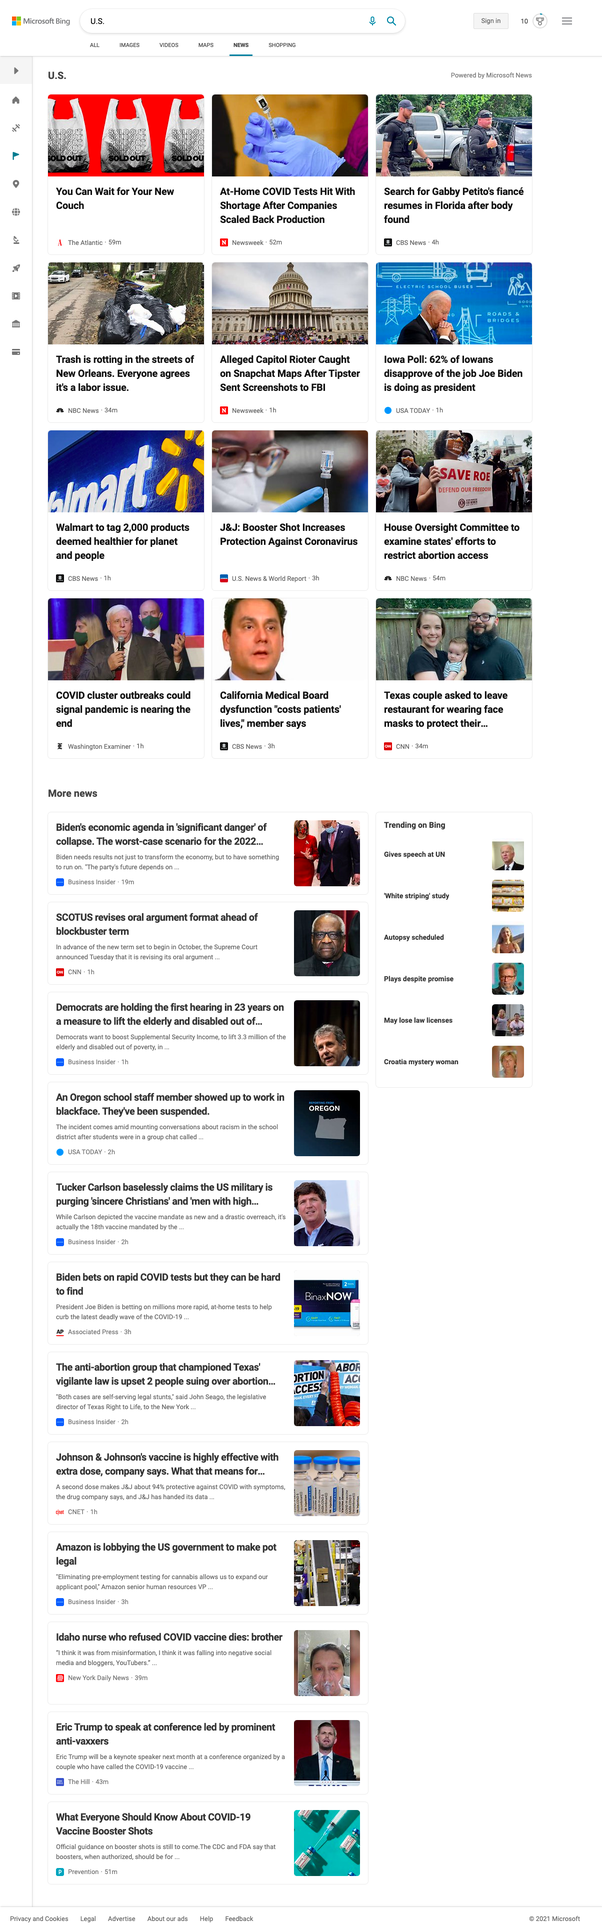 Microsoft Bing
U.S.
Sign in
10
ALL
IMAGES
VIDEOS
MAPS
NEWS
SHOPPING
U.S.
Powered by Microsoft News
SOLD OUT
SOLD OUT
SOLD OU
You Can Wait for Your New
Couch
The Atlantic · 59m
At-Home COVID Tests Hit With
Shortage After Companies
Scaled Back Production
Newsweek · 52m
Search for Gabby Petito's fiancé
resumes in Florida after body
found
CBS News · 4h
Trash is rotting in the streets of
New Orleans. Everyone agrees
it's a labor issue.
NBC News · 34m
Alleged Capitol Rioter Caught
on Snapchat Maps After Tipster
Sent Screenshots to FBI
Newsweek · 1h
ELECTRIC SCHOOL BUSES
ROADS &
BRIDGES
Iowa Poll: 62% of Iowans
disapprove of the job Joe Biden
is doing as president
USA TODAY · 1h
almart
Walmart to tag 2,000 products
deemed healthier for planet
and people
CBS News · 1h
J&J: Booster Shot Increases
Protection Against Coronavirus
U.S. News & World Report · 3h
SAVE ROE
DEFEND OUR FREEDOM
House Oversight Committee to
examine states' efforts to
restrict abortion access
NBC News · 54m
COVID cluster outbreaks could
signal pandemic is nearing the
end
Washington Examiner · 1h
California Medical Board
dysfunction "costs patients'
lives," member says
CBS News · 3h
Texas couple asked to leave
restaurant for wearing face
masks to protect their...
CNN · 34m
More news
Biden's economic agenda in 'significant danger' of
collapse. The worst-case scenario for the 2022...
Biden needs results not just to transform the economy, but to have something
to run on. "The party's future depends on ...
Business Insider · 19m
SCOTUS revises oral argument format ahead of
blockbuster term
In advance of the new term set to begin in October, the Supreme Court
announced Tuesday that it is revising its oral argument ...
CNN · 1h
Democrats are holding the first hearing in 23 years on
a measure to lift the elderly and disabled out of...
Democrats want to boost Supplemental Security Income, to lift 3.3 million of the
elderly and disabled out of poverty, in ...
Business Insider · 1h
An Oregon school staff member showed up to work in
blackface. They've been suspended.
The incident comes amid mounting conversations about racism in the school
district after students were in a group chat called ...
USA TODAY · 2h
OREGON
Tucker Carlson baselessly claims the US military is
purging 'sincere Christians' and 'men with high...
While Carlson depicted the vaccine mandate as new and a drastic overreach, it's
actually the 18th vaccine mandated by the ...
Business Insider · 2h
Biden bets on rapid COVID tests but they can be hard
to find
President Joe Biden is betting on millions more rapid, at-home tests to help
curb the latest deadly wave of the COVID-19 ...
AP Associated Press · 3h
BinaxNOW
The anti-abortion group that championed Texas'
vigilante law is upset 2 people suing over abortion...
"Both cases are self-serving legal stunts," said John Seago, the legislative
director of Texas Right to Life, to the New York ...
Business Insider · 2h
Johnson & Johnson's vaccine is highly effective with
extra dose, company says. What that means for...
A second dose makes J&J about 94% protective against COVID with symptoms,
the drug company says, and J&J has handed its data ...
CNET · 1h
Amazon is lobbying the US government to make pot
legal
"Eliminating pre-employment testing for cannabis allows us to expand our
applicant pool," Amazon senior human resources VP ...
Business Insider · 3h
Idaho nurse who refused COVID vaccine dies: brother
"I think it was from misinformation, I think it was falling into negative social
media and bloggers, YouTubers." ...
New York Daily News · 39m
Eric Trump to speak at conference led by prominent
anti-vaxxers
Eric Trump will be a keynote speaker next month at a conference organized by a
couple who have called the COVID-19 vaccine ...
The Hill · 43m
What Everyone Should Know About COVID-19
Vaccine Booster Shots
Official guidance on booster shots is still to come.The CDC and FDA say that
boosters, when authorized, should be for ...
Prevention · 51m
Trending on Bing
Gives speech at UN
'White striping' study
Autopsy scheduled
Plays despite promise
May lose law licenses
Croatia mystery woman
Privacy and Cookies
Legal
Advertise
About our ads
Help
Feedback
© 2021 Microsoft